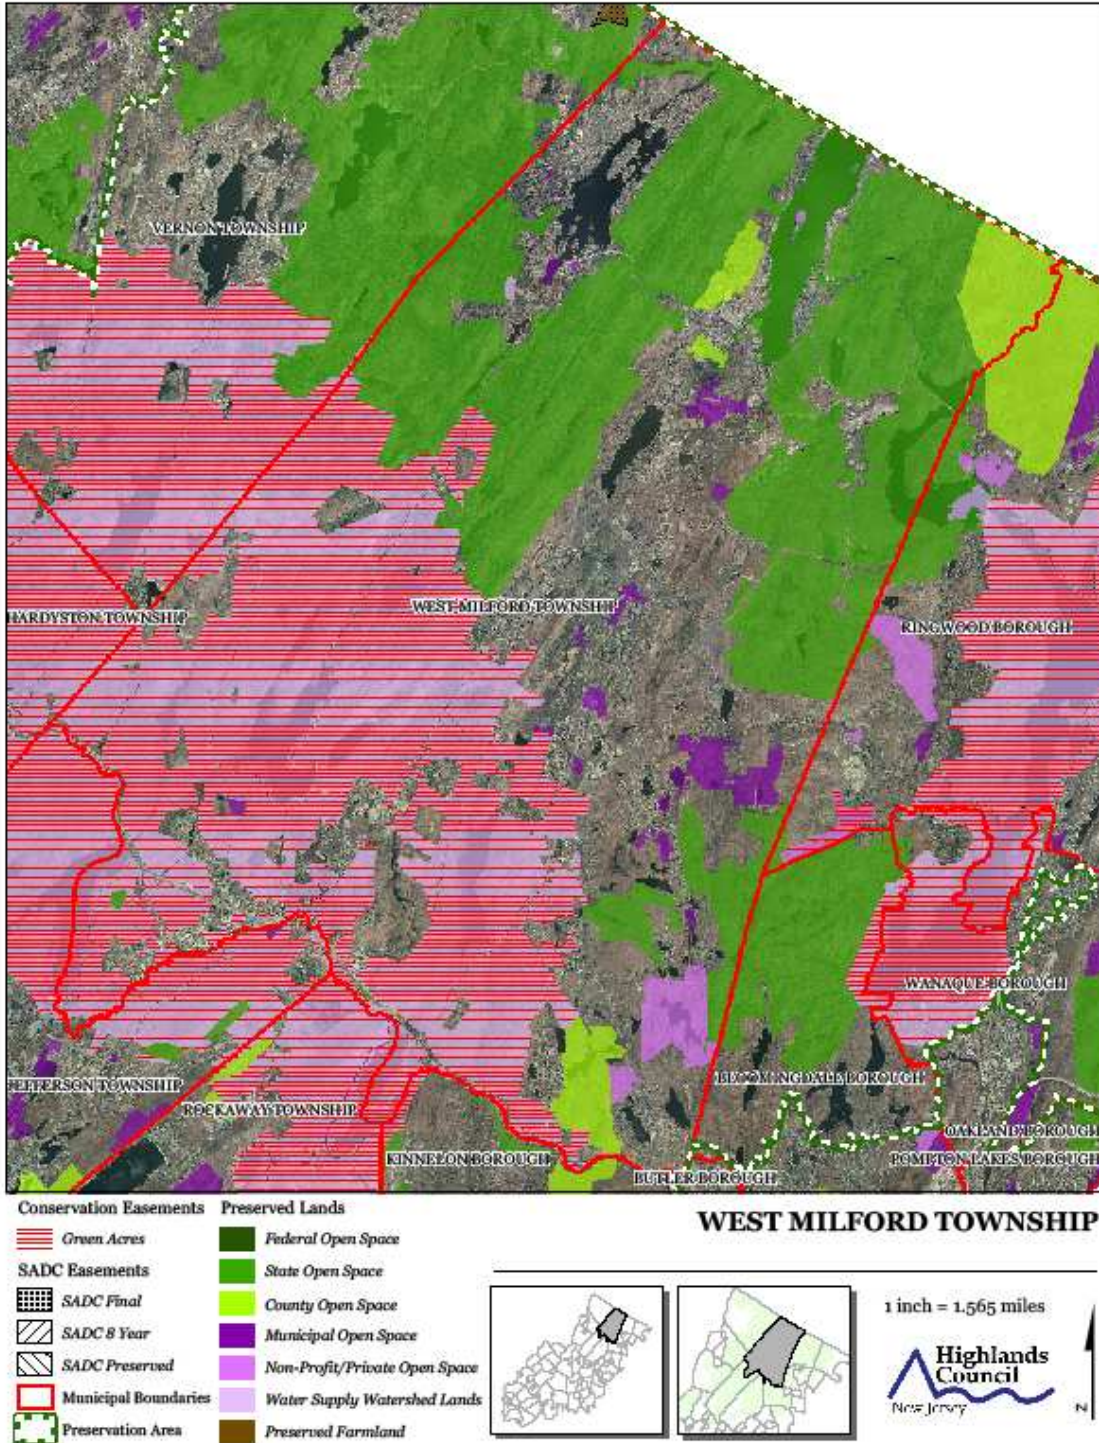 VERNON TOWNSHIP
WEST MILFORD TOWNSHIP
HARDYSTON TOWNSHIP
RINGWOOD BOROUGH
WANAQUE BOROUGH
JEFFERSON TOWNSHIP
BLOOMINGDALE BOROUGH
ROCKAWAY TOWNSHIP
OAKLAND BOROUGH
KINNELON BOROUGH
POMPTON LAKES BOROUGH
BUTLER BOROUGH
WEST MILFORD TOWNSHIP
Conservation Easements
Green Acres
SADC Easements
SADC Final
SADC 8 Year
SADC Preserved
Municipal Boundaries
Preservation Area
Preserved Lands
Federal Open Space
State Open Space
County Open Space
Municipal Open Space
Non-Profit/Private Open Space
Water Supply Watershed Lands
Preserved Farmland
1 inch = 1.565 miles
Highlands
Council
New Jersey
N